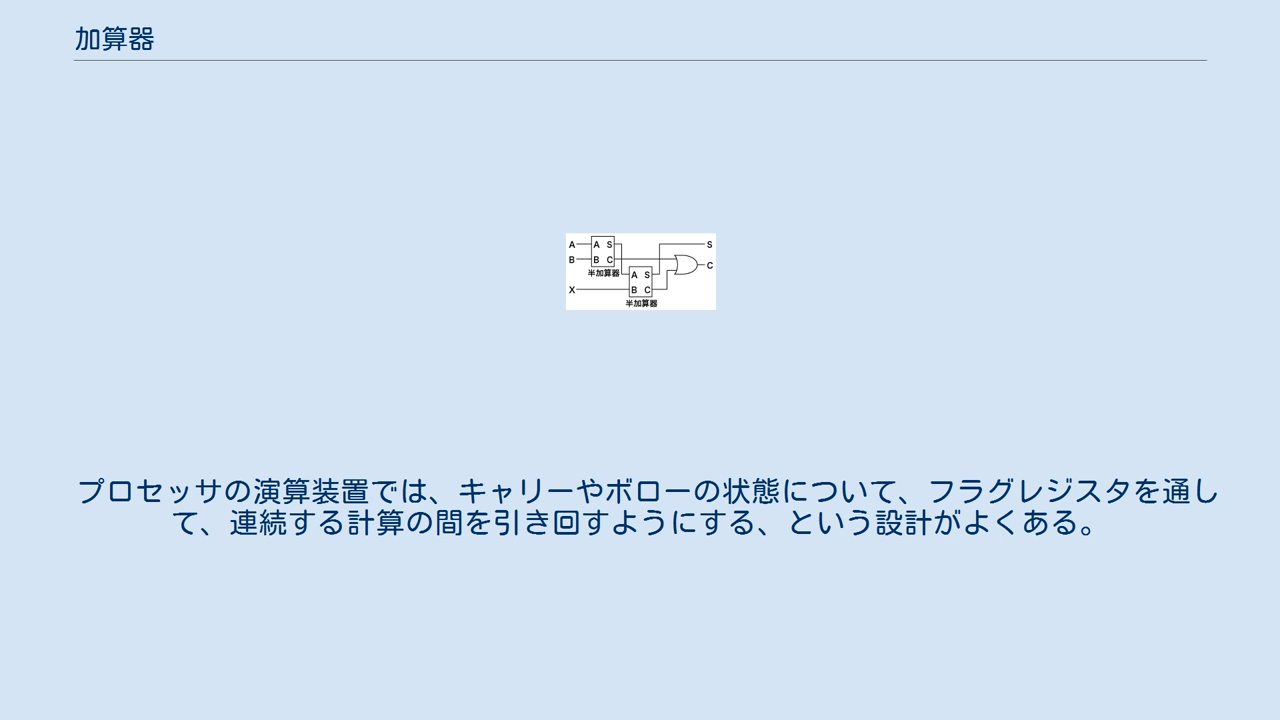 加算器
A A S S
B B C C
半加算器 A S
X B C
半加算器
プロセッサの演算装置では、キャリーやボローの状態について、フラグレジスタを通し
て、連続する計算の間を引き回すようにする、という設計がよくある。